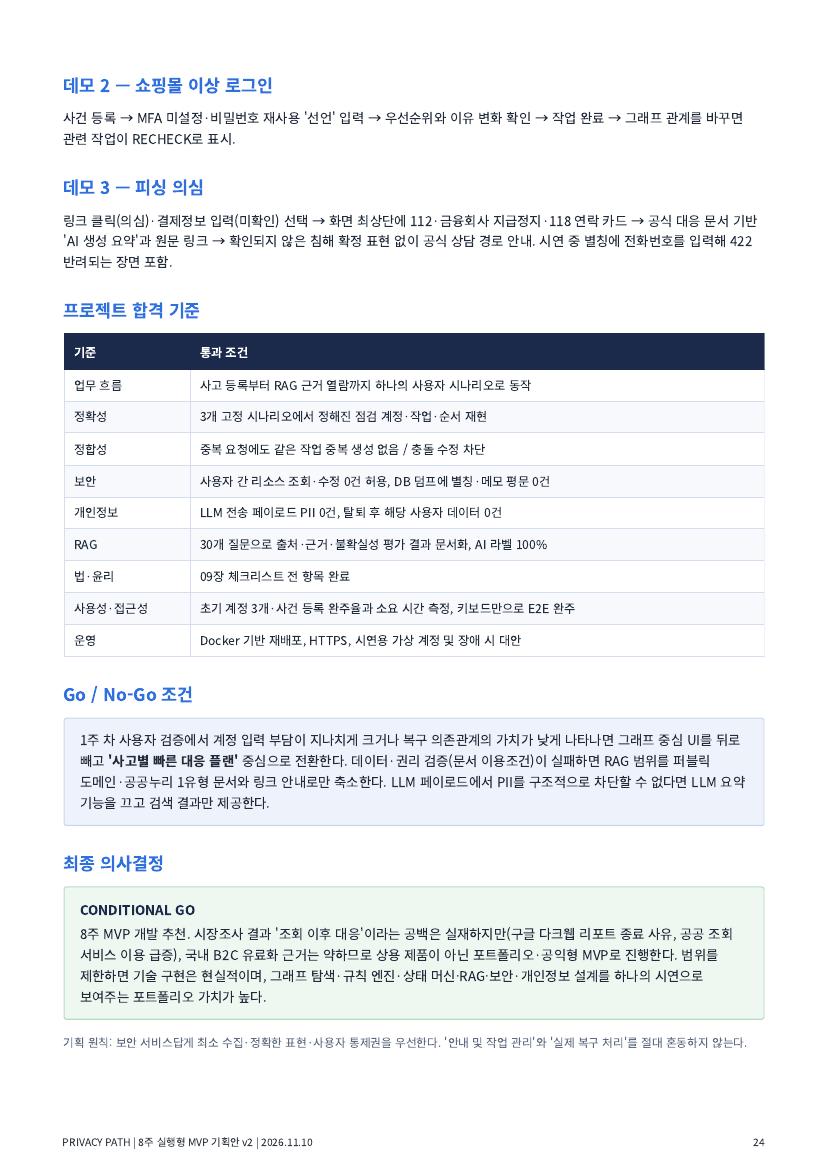 데모 2 — 쇼핑몰 이상 로그인
사건 등록 → MFA 미설정·비밀번호 재사용 '선언' 입력 → 우선순위와 이유 변화 확인 → 작업 완료 → 그래프 관계를 바꾸면
관련 작업이 RECHECK로 표시.
데모 3 — 피싱 의심
링크 클릭(의심)·결제정보 입력(미확인) 선택 → 화면 최상단에 112·금융회사 지급정지·118 연락 카드 → 공식 대응 문서 기반
'AI 생성 요약'과 원문 링크 → 확인되지 않은 침해 확정 표현 없이 공식 상담 경로 안내. 시연 중 별칭에 전화번호를 입력해 422
반려되는 장면 포함.
프로젝트 합격 기준
기준 통과 조건
업무 흐름 사고 등록부터 RAG 근거 열람까지 하나의 사용자 시나리오로 동작
정확성 3개 고정 시나리오에서 정해진 점검 계정·작업·순서 재현
정합성 중복 요청에도 같은 작업 중복 생성 없음 / 충돌 수정 차단
보안 사용자 간 리소스 조회·수정 0건 허용, DB 덤프에 별칭·메모 평문 0건
개인정보 LLM 전송 페이로드 PII 0건, 탈퇴 후 해당 사용자 데이터 0건
RAG 30개 질문으로 출처·근거·불확실성 평가 결과 문서화, AI 라벨 100%
법·윤리 09장 체크리스트 전 항목 완료
사용성·접근성 초기 계정 3개·사건 등록 완주율과 소요 시간 측정, 키보드만으로 E2E 완주
운영 Docker 기반 재배포, HTTPS, 시연용 가상 계정 및 장애 시 대안
Go / No-Go 조건
1주 차 사용자 검증에서 계정 입력 부담이 지나치게 크거나 복구 의존관계의 가치가 낮게 나타나면 그래프 중심 UI를 뒤로
빼고 '사고별 빠른 대응 플랜' 중심으로 전환한다. 데이터·권리 검증(문서 이용조건)이 실패하면 RAG 범위를 퍼블릭
도메인·공공누리 1유형 문서와 링크 안내로만 축소한다. LLM 페이로드에서 PII를 구조적으로 차단할 수 없다면 LLM 요약
기능을 끄고 검색 결과만 제공한다.
최종 의사결정
CONDITIONAL GO
8주 MVP 개발 추천. 시장조사 결과 '조회 이후 대응'이라는 공백은 실재하지만(구글 다크웹 리포트 종료 사유, 공공 조회
서비스 이용 급증), 국내 B2C 유료화 근거는 약하므로 상용 제품이 아닌 포트폴리오·공익형 MVP로 진행한다. 범위를
제한하면 기술 구현은 현실적이며, 그래프 탐색·규칙 엔진·상태 머신·RAG·보안·개인정보 설계를 하나의 시연으로
보여주는 포트폴리오 가치가 높다.
기획 원칙: 보안 서비스답게 최소 수집·정확한 표현·사용자 통제권을 우선한다. '안내 및 작업 관리'와 '실제 복구 처리'를 절대 혼동하지 않는다.
PRIVACY PATH | 8주 실행형 MVP 기획안 v2 | 2026.11.10 24